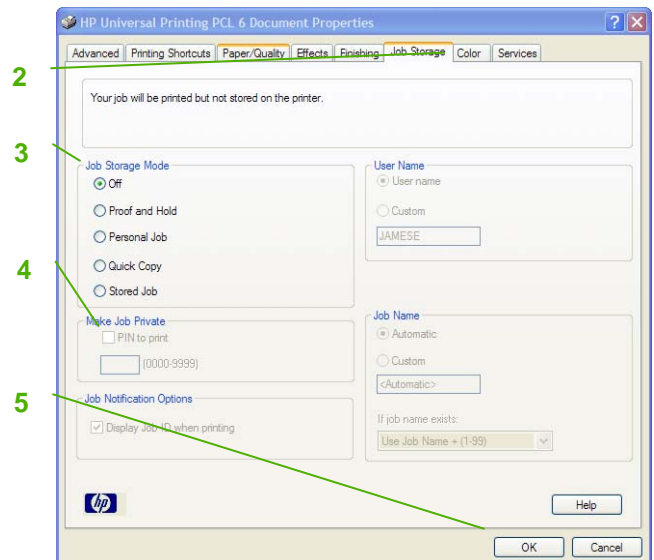 HP Universal Printing PCL 6 Document Properties
Advanced Printing Shortcuts Paper/Quality Effects Finishing Job Storage Color Services
2
Your job will be printed but not stored on the printer.
3
Job Storage Mode
Off
Proof and Hold
Personal Job
Quick Copy
Stored Job
User Name
User name
Custom
JAMESE
4
Make Job Private
PIN to print
(0000-9999)
Job Name
Automatic
Custom
<Automatic>
If job name exists:
Use Job Name + (1-99)
5
Job Notification Options
Display Job ID when printing
hp
Help
OK Cancel